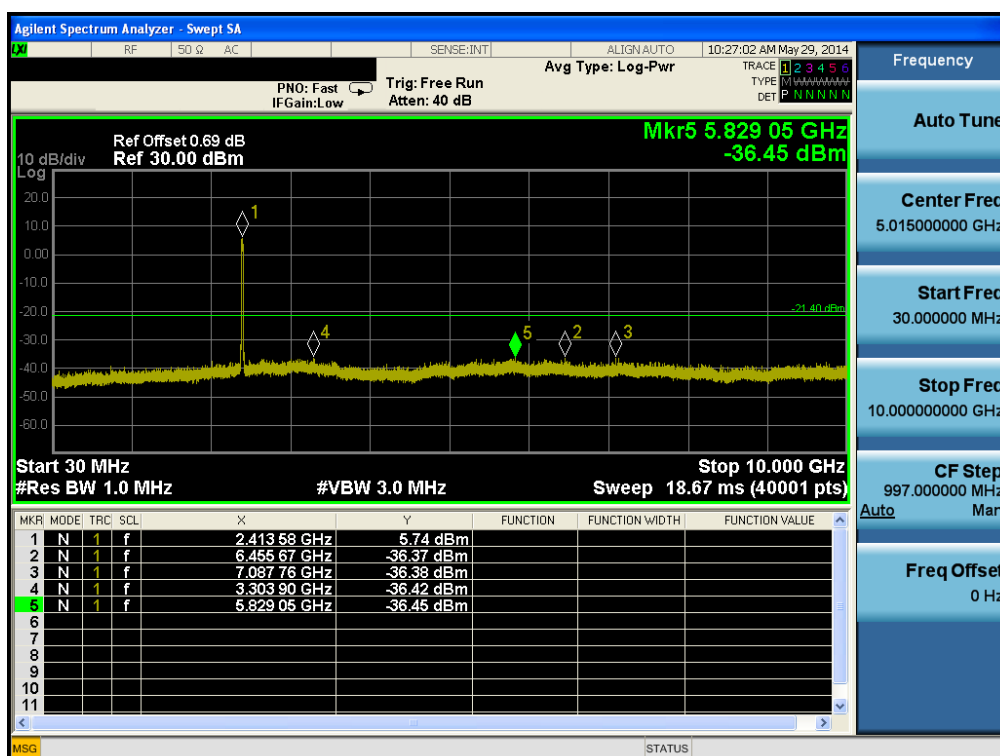 Agilent Spectrum Analyzer - Swept SA
LXI RF 50 Ω AC SENSE:INT ALIGN AUTO 10:27:02 AM May 29, 2014
PNO: Fast Trig: Free Run Avg Type: Log-Pwr TRACE 1 2 3 4 5 6
IFGain:Low Atten: 40 dB TYPE M
DET P N N N N N
Ref Offset 0.69 dB Mkr5 5.829 05 GHz
10 dB/div Ref 30.00 dBm -36.45 dBm
Log
20.0
10.0
0.00
-10.0
-20.0
-30.0
-40.0
-50.0
-60.0
1
-21.40 dBm
4
5
2
3
Start 30 MHz Stop 10.000 GHz
#Res BW 1.0 MHz #VBW 3.0 MHz Sweep 18.67 ms (40001 pts)
MKR MODE TRC SCL X Y FUNCTION FUNCTION WIDTH FUNCTION VALUE
1 N 1 f 2.413 58 GHz 5.74 dBm
2 N 1 f 6.455 67 GHz -36.37 dBm
3 N 1 f 7.087 76 GHz -36.38 dBm
4 N 1 f 3.303 90 GHz -36.42 dBm
5 N 1 f 5.829 05 GHz -36.45 dBm
6
7
8
9
10
11
MSG STATUS
Frequency
Auto Tune
Center Freq
5.015000000 GHz
Start Freq
30.000000 MHz
Stop Freq
10.000000000 GHz
CF Step
997.000000 MHz
Auto Man
Freq Offset
0 Hz